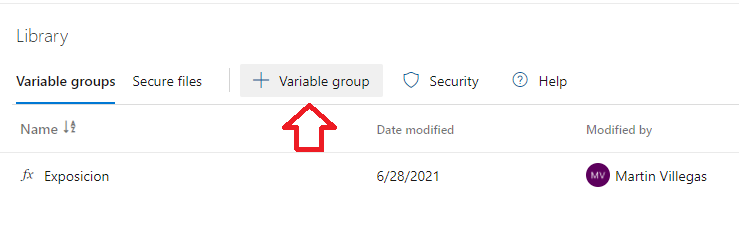 Library
Variable groups Secure files + Variable group Security ? Help
Name Date modified Modified by
fx Exposicion 6/28/2021 MV Martin Villegas